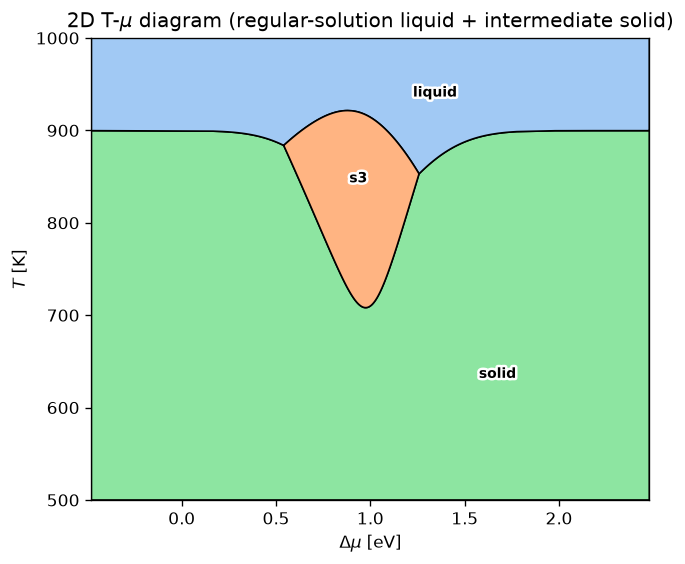 2D T-μ diagram (regular-solution liquid + intermediate solid)
1000
900
800
700
600
500
T [K]
liquid
s3
solid
0.0 0.5 1.0 1.5 2.0
Δμ [eV]